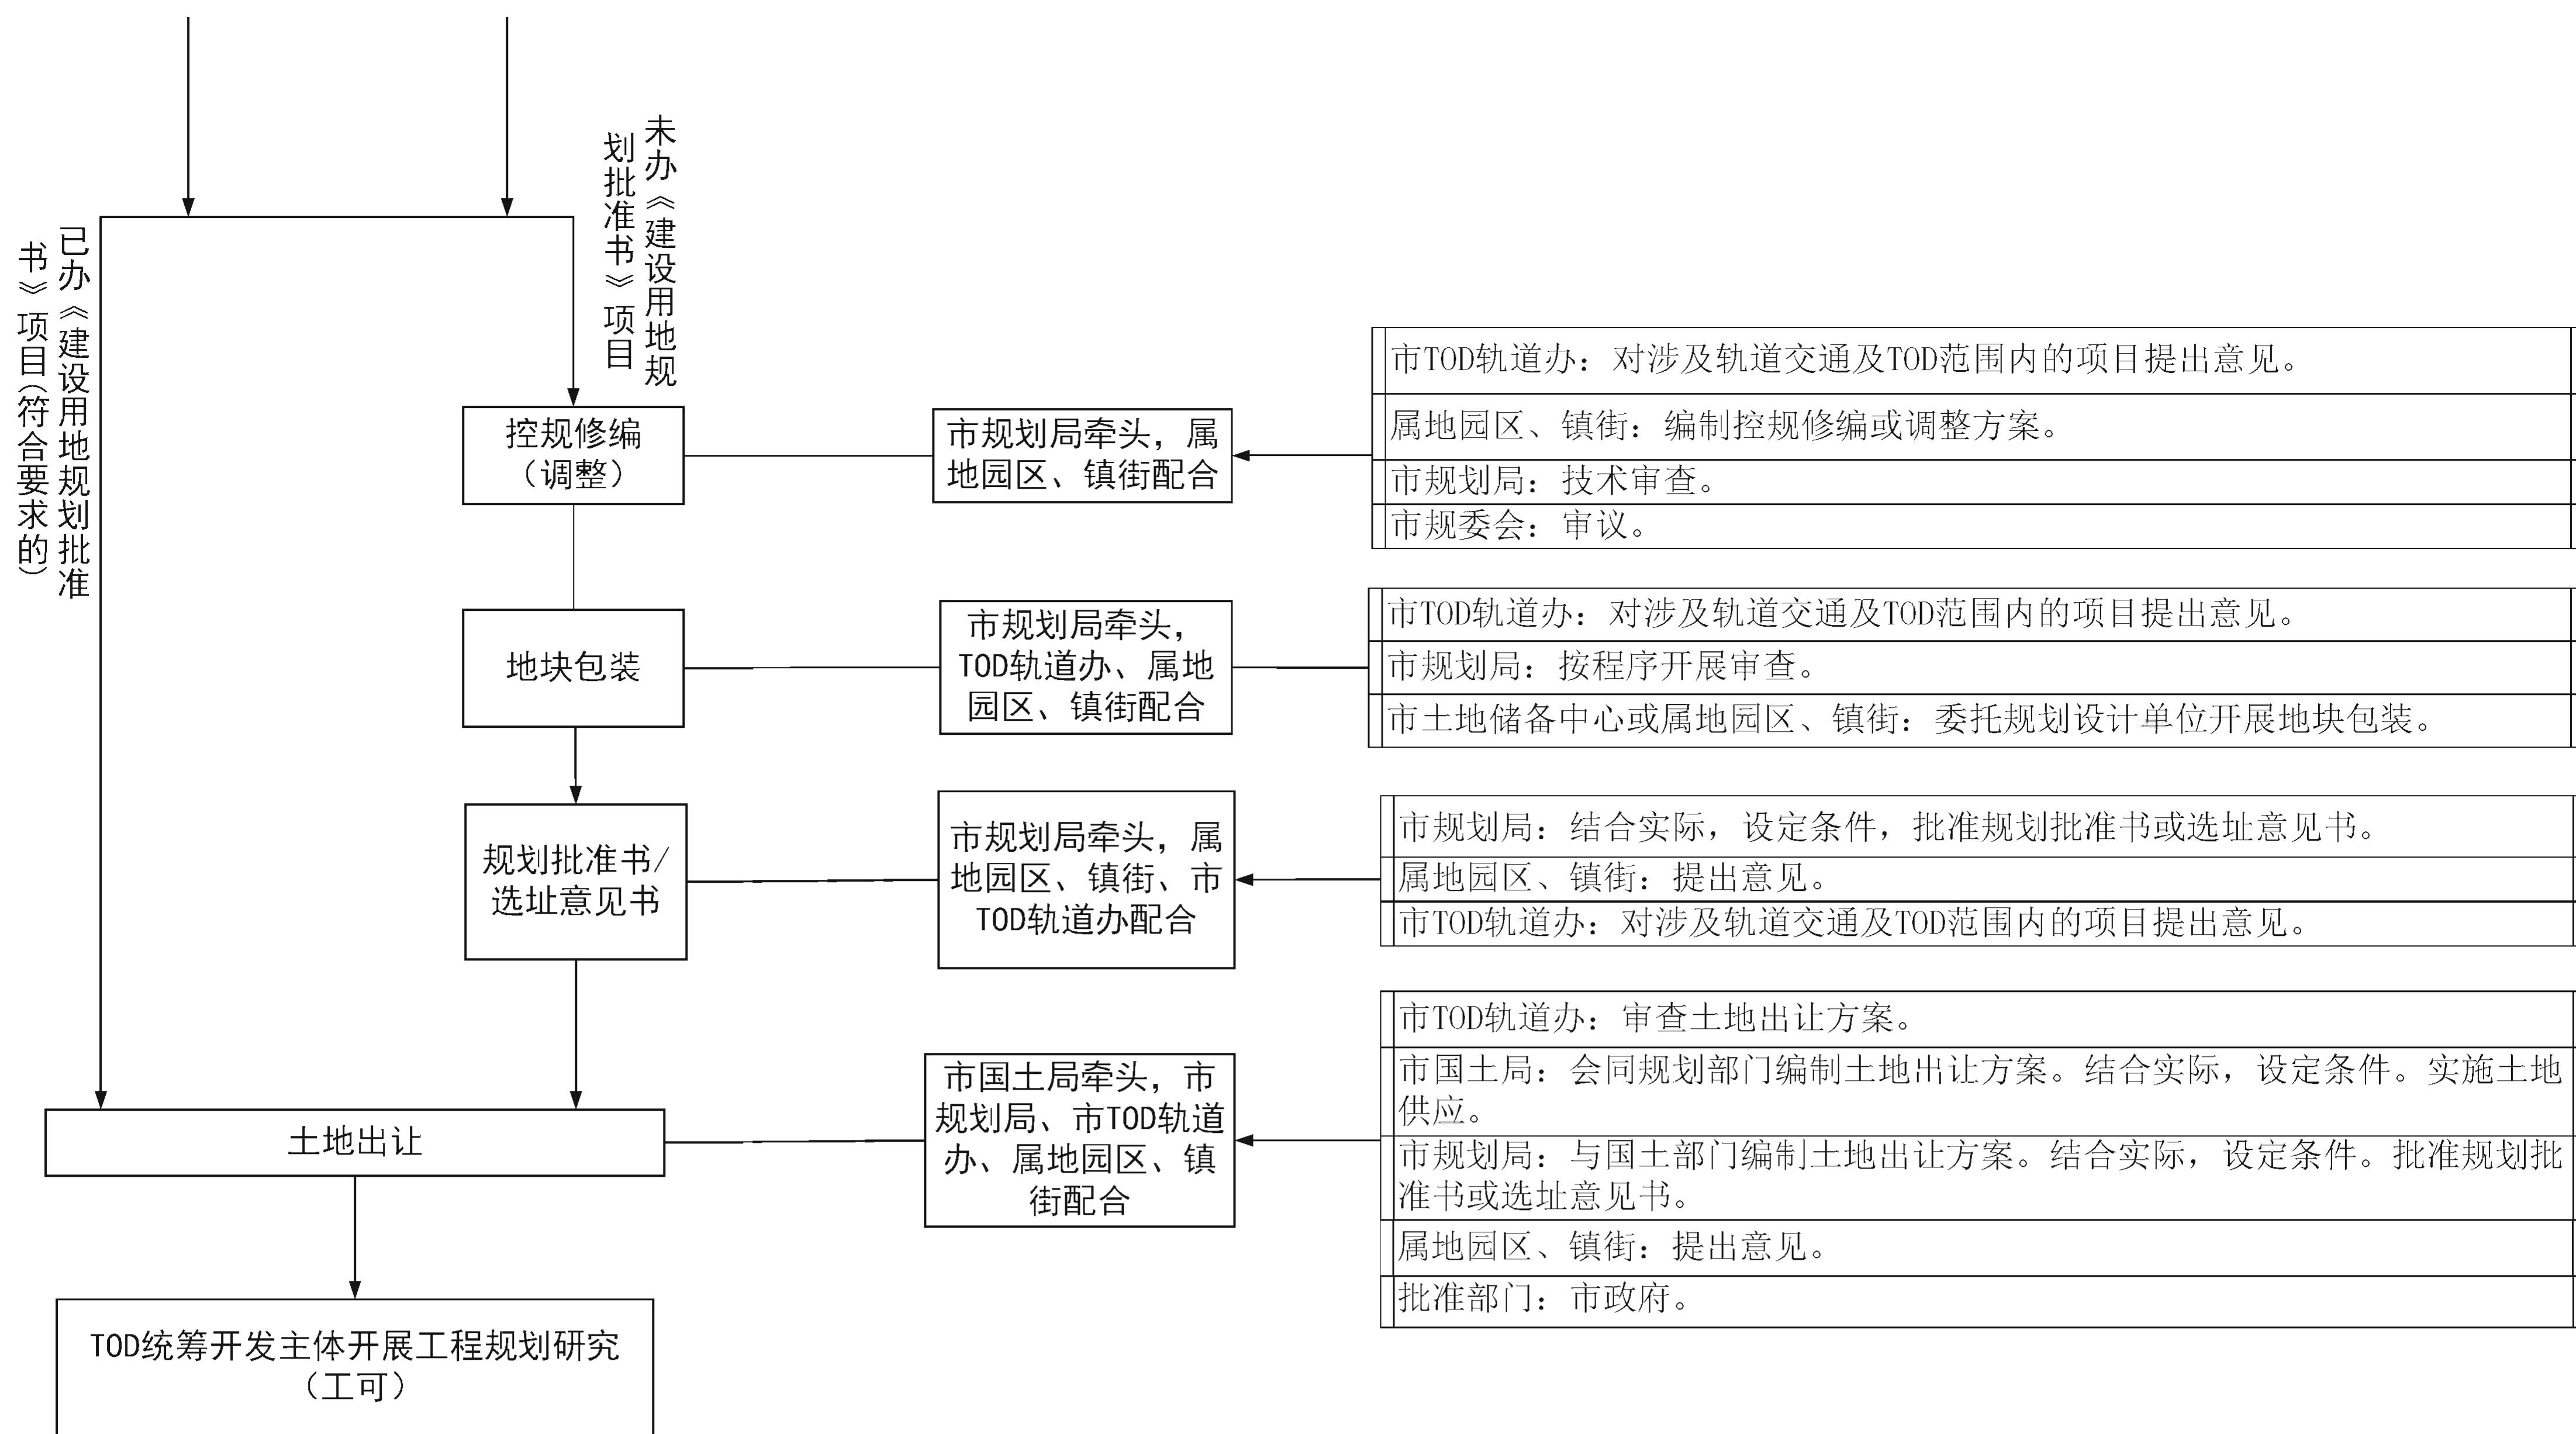 未办《建设用地规
划批准书》项目
已办《建设用地规划批准
书》项目(符合要求的)
控规修编
（调整）
市规划局牵头，属
地园区、镇街配合
市TOD轨道办：对涉及轨道交通及TOD范围内的项目提出意见。
属地园区、镇街：编制控规修编或调整方案。
市规划局：技术审查。
市规委会：审议。
地块包装
市规划局牵头，
TOD轨道办、属地
园区、镇街配合
市TOD轨道办：对涉及轨道交通及TOD范围内的项目提出意见。
市规划局：按程序开展审查。
市土地储备中心或属地园区、镇街：委托规划设计单位开展地块包装。
规划批准书/
选址意见书
市规划局牵头，属
地园区、镇街、市
TOD轨道办配合
市规划局：结合实际，设定条件，批准规划批准书或选址意见书。
属地园区、镇街：提出意见。
市TOD轨道办：对涉及轨道交通及TOD范围内的项目提出意见。
土地出让
市国土局牵头，市
规划局、市TOD轨道
办、属地园区、镇
街配合
市TOD轨道办：审查土地出让方案。
市国土局：会同规划部门编制土地出让方案。结合实际，设定条件。实施土地
供应。
市规划局：与国土部门编制土地出让方案。结合实际，设定条件。批准规划批
准书或选址意见书。
属地园区、镇街：提出意见。
批准部门：市政府。
TOD统筹开发主体开展工程规划研究
（工可）